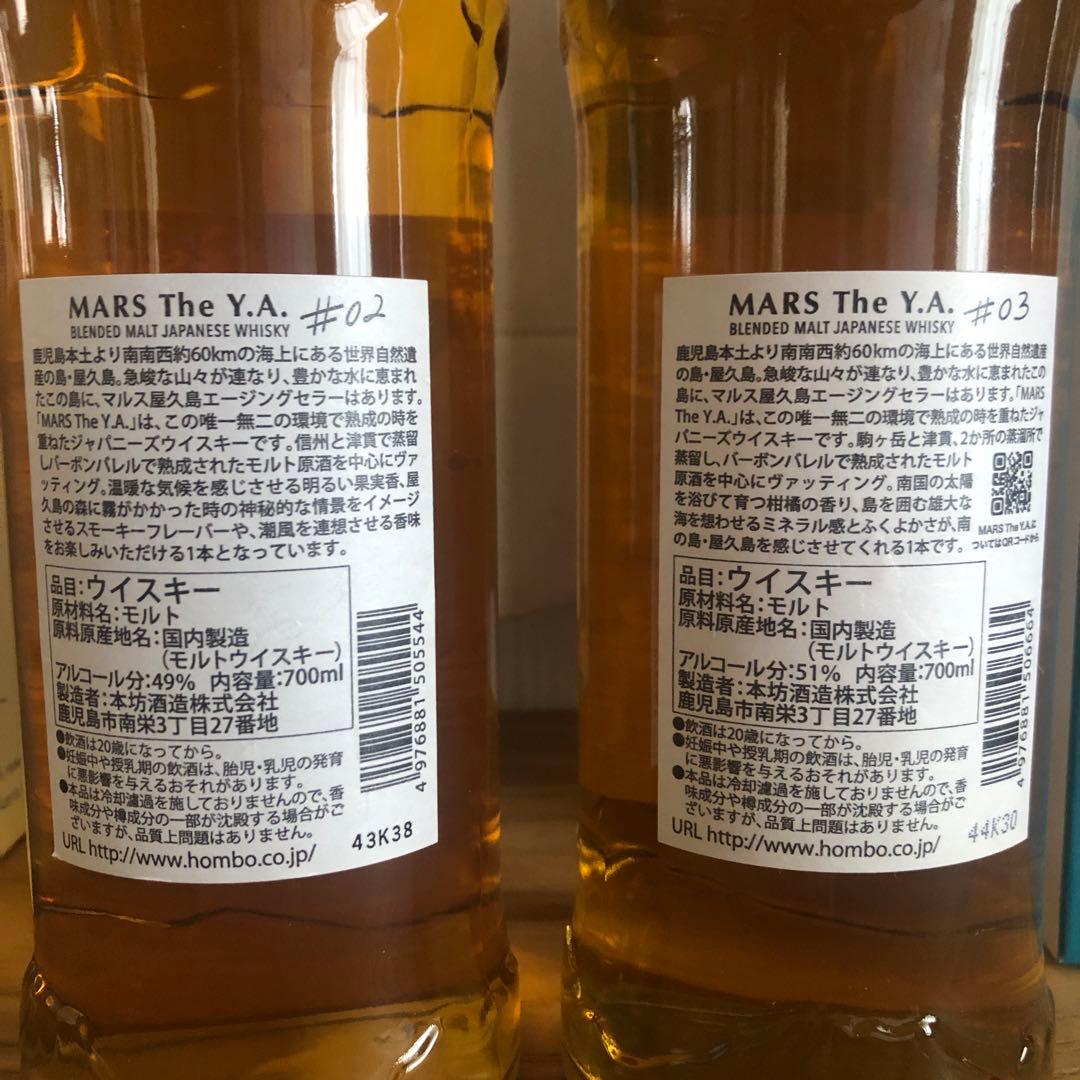 MARS The Y.A. #02
BLENDED MALT JAPANESE WHISKY
鹿児島本土より南南西約60kmの海上にある世界自然遺
産の島・屋久島。急峻な山々が連なり、豊かな水に恵まれ
たこの島に、マルス屋久島エージングセラーはあります。
「MARS The Y.A.」は、この唯一無二の環境で熟成の時を
重ねたジャパニーズウイスキーです。信州と津貫で蒸留
しバーボンバレルで熟成されたモルト原酒を中心にヴァ
ッティング。温暖な気候を感じさせる明るい果実香、屋
久島の森に霧がかかった時の神秘的な情景をイメージ
させるスモーキーフレーバーや、潮風を連想させる香味
をお楽しみいただける1本となっています。
品目:ウイスキー
原材料名:モルト
原料原産地名:国内製造
(モルトウイスキー)
アルコール分:49% 内容量:700ml
製造者:本坊酒造株式会社
鹿児島市南栄3丁目27番地
4 976881 505544
●飲酒は20歳になってから。
●妊娠中や授乳期の飲酒は、胎児・乳児の発育
に悪影響を与えるおそれがあります。
●本品は冷却濾過を施しておりませんので、香
味成分や樽成分の一部が沈殿する場合がご
ざいますが、品質上問題はありません。
URL http://www.hombo.co.jp/
43K38
MARS The Y.A. #03
BLENDED MALT JAPANESE WHISKY
鹿児島本土より南南西約60kmの海上にある世界自然遺産
の島・屋久島。急峻な山々が連なり、豊かな水に恵まれたこ
の島に、マルス屋久島エージングセラーはあります。「MARS
The Y.A.」は、この唯一無二の環境で熟成の時を重ねたジャ
パニーズウイスキーです。駒ヶ岳と津貫、2か所の蒸溜所で
蒸留し、バーボンバレルで熟成されたモルト
原酒を中心にヴァッティング。南国の太陽
を浴びて育つ柑橘の香り、島を囲む雄大な
海を想わせるミネラル感とふくよかさが、南
の島・屋久島を感じさせてくれる1本です。
MARS The Y.A.に
ついてはQRコードから
品目:ウイスキー
原材料名:モルト
原料原産地名:国内製造
(モルトウイスキー)
アルコール分:51% 内容量:700ml
製造者:本坊酒造株式会社
鹿児島市南栄3丁目27番地
4 976881 506664
●飲酒は20歳になってから。
●妊娠中や授乳期の飲酒は、胎児・乳児の発育
に悪影響を与えるおそれがあります。
●本品は冷却濾過を施しておりませんので、香
味成分や樽成分の一部が沈殿する場合がご
ざいますが、品質上問題はありません。
URL http://www.hombo.co.jp/
44K30